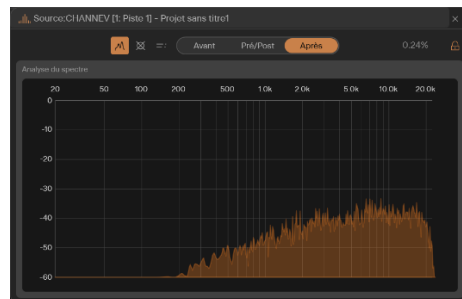 Source:CHANNEV [1: Piste 1] - Projet sans titre1
Avant Pré/Post Après 0.24%
Analyse du spectre
20 50 100 200 500 1.0k 2.0k 5.0k 10.0k 20.0k
0
-10
-20
-30
-40
-50
-60